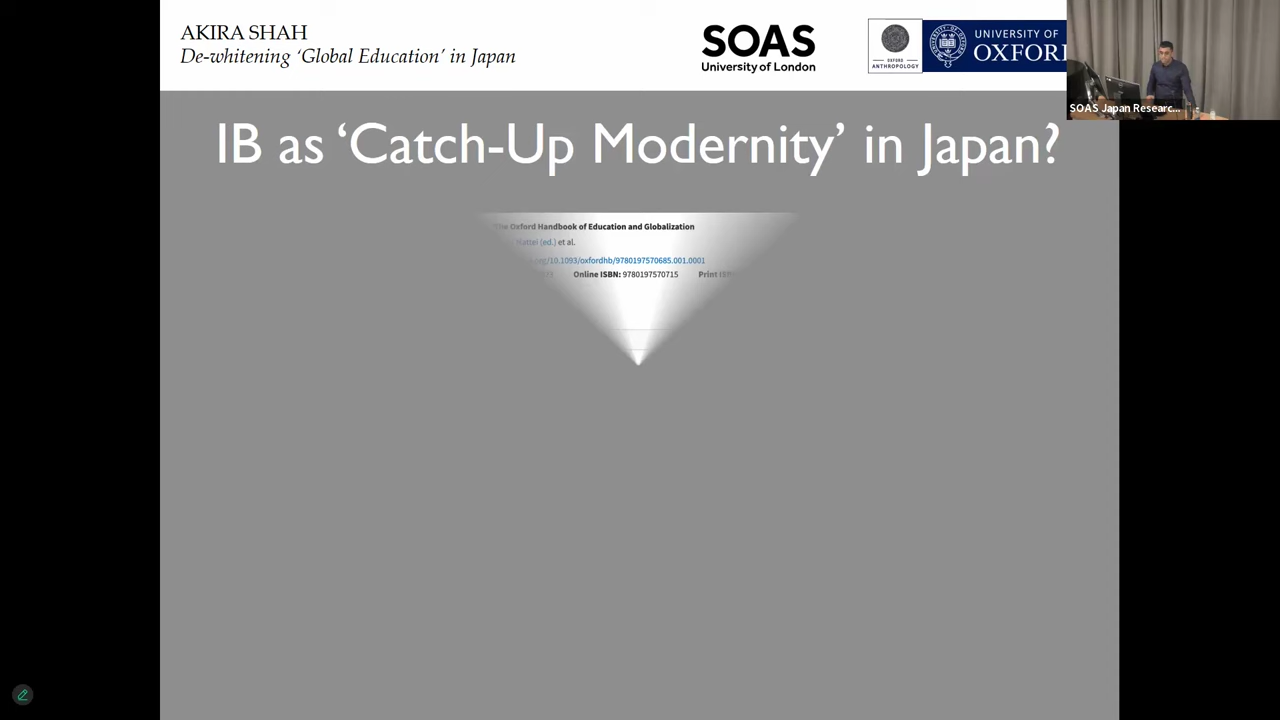 AKIRA SHAH
De-whitening ‘Global Education’ in Japan
SOAS
University of London
OXFORD
ANTHROPOLOGY
UNIVERSITY OF
OXFORD
SOAS Japan Researc...
IB as ‘Catch-Up Modernity’ in Japan?
The Oxford Handbook of Education and Globalization
(ed.) et al.
org/10.1093/oxfordhb/9780197570685.001.0001
Online ISBN: 9780197570715 Print